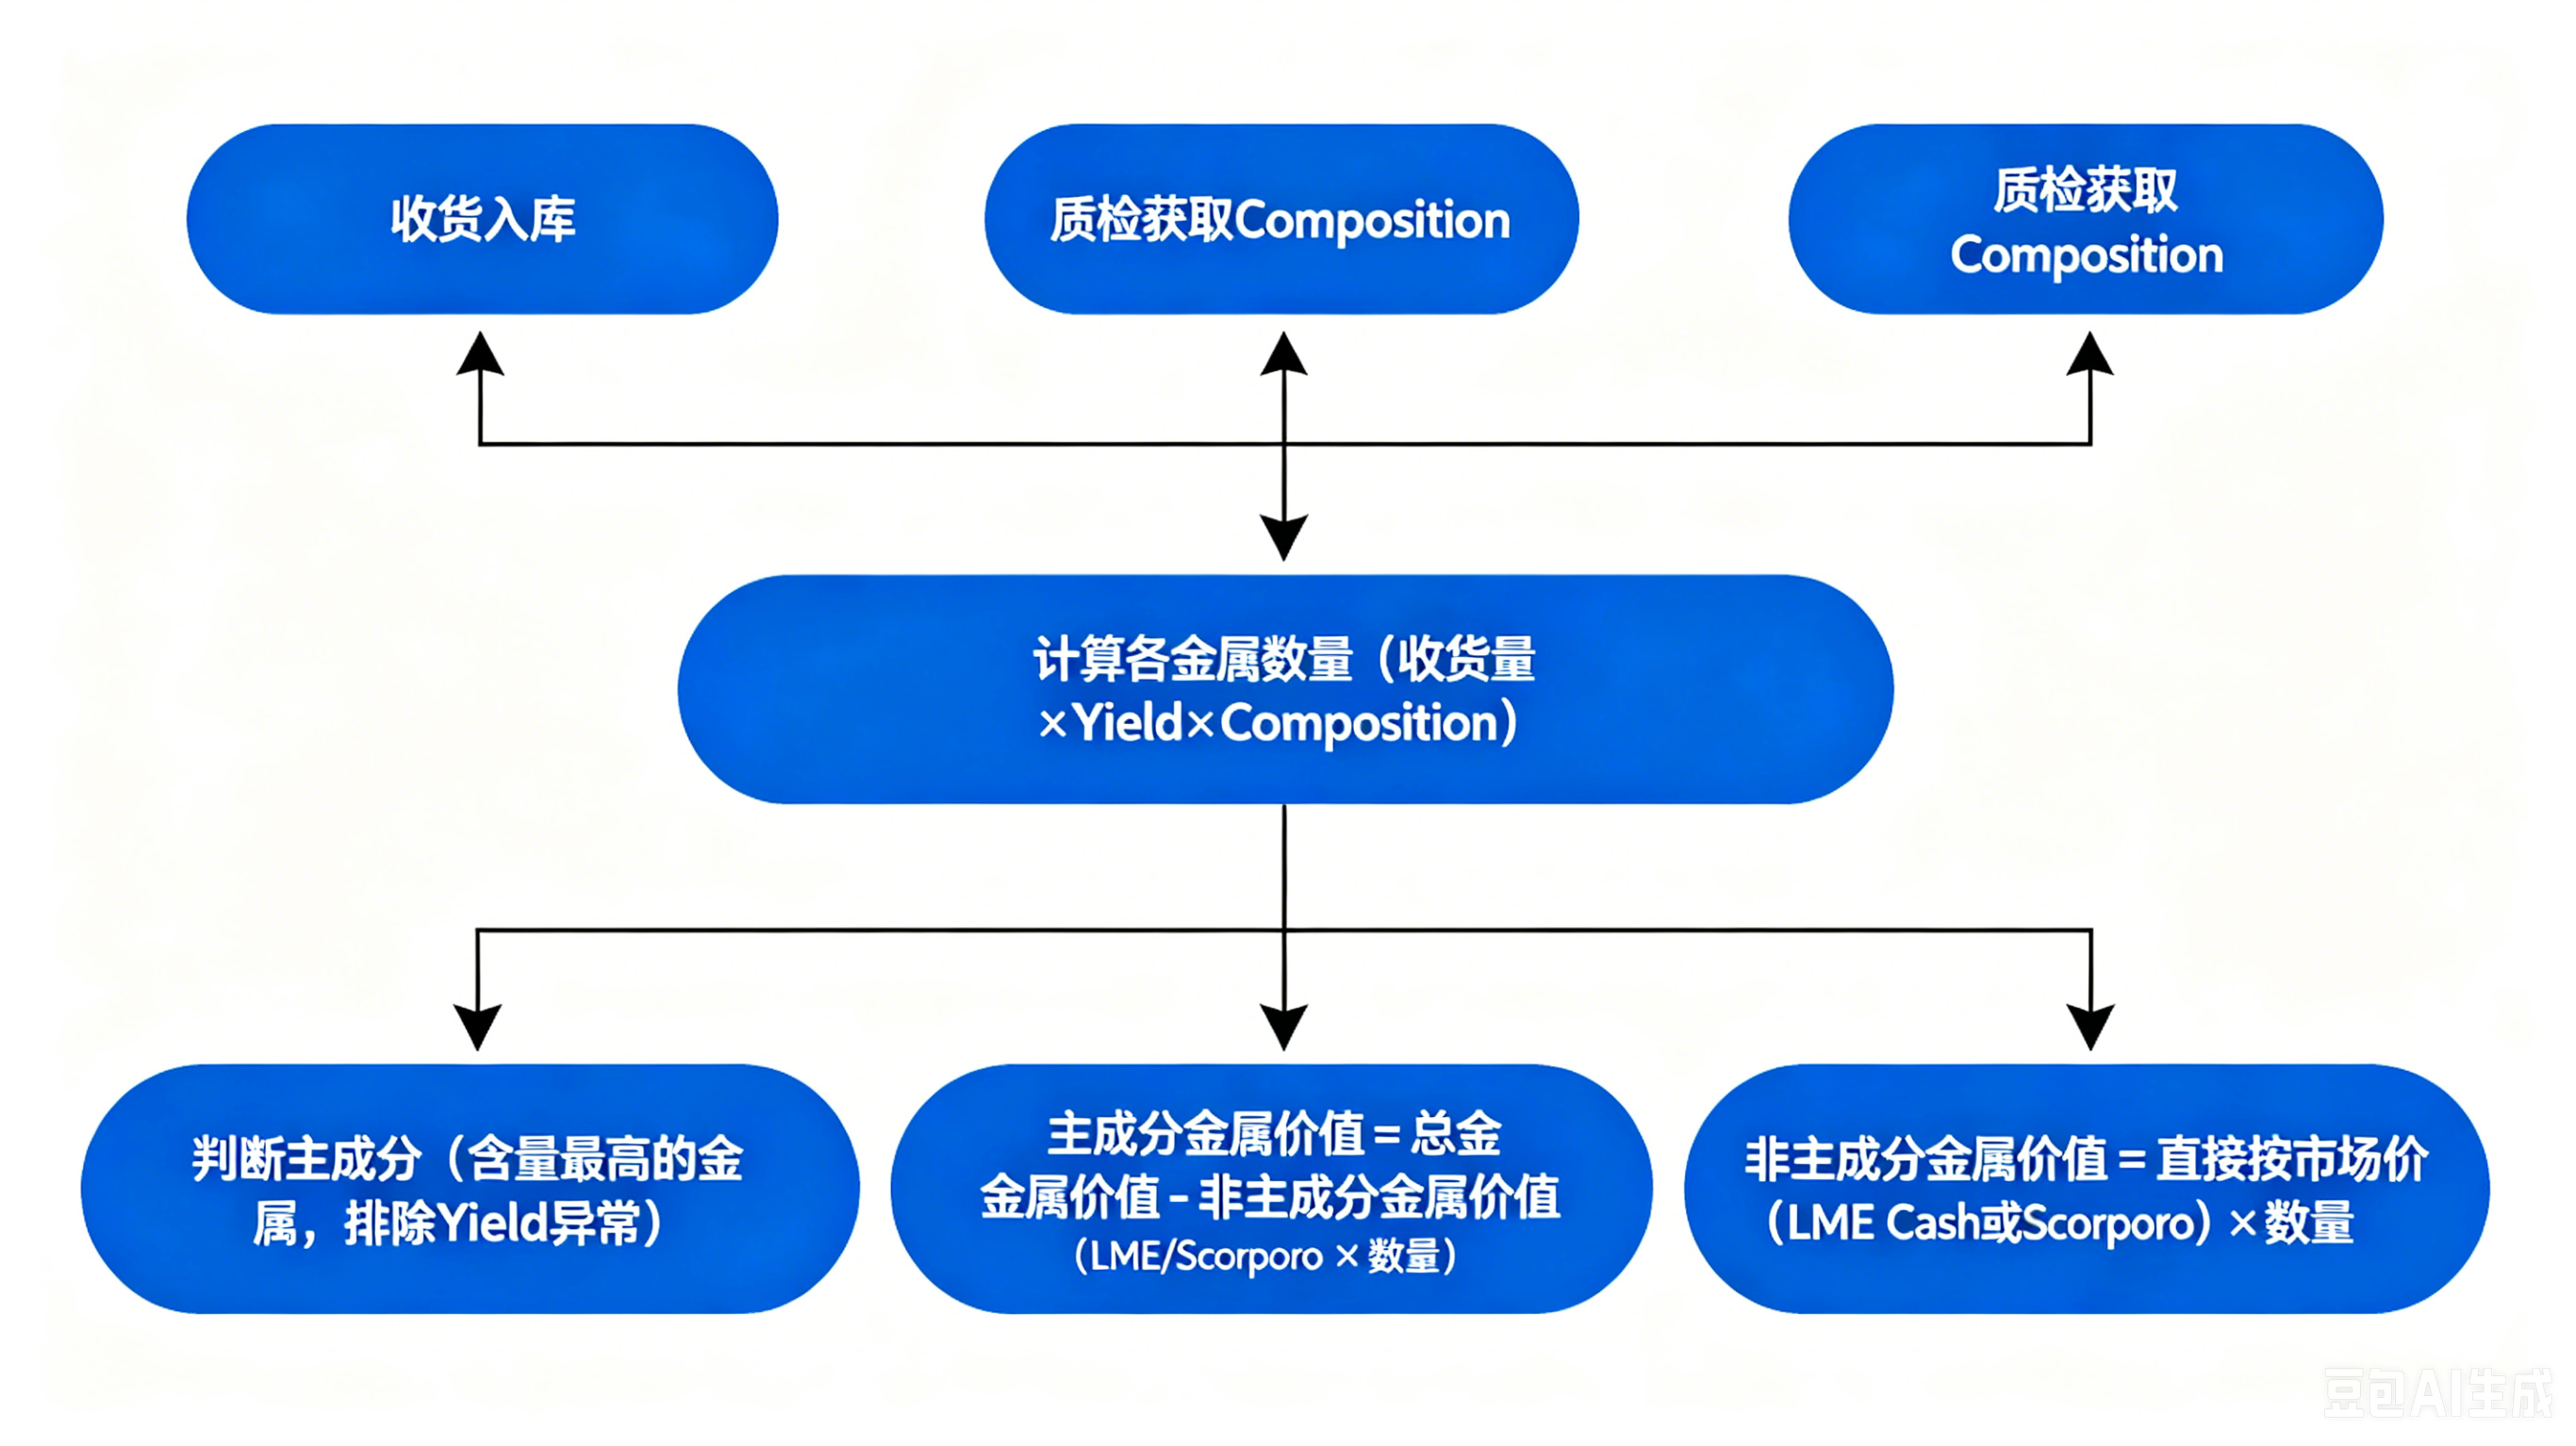 收货入库
质检获取Composition
质检获取
Composition
计算各金属数量（收货量
×Yield×Composition）
判断主成分（含量最高的金
属，排除Yield异常）
主成分金属价值 = 总金
金属价值 - 非主成分金属价值
（LME/Scorporo × 数量）
非主成分金属价值 = 直接按市场价
（LME Cash或Scorporo）× 数量
豆包AI生成